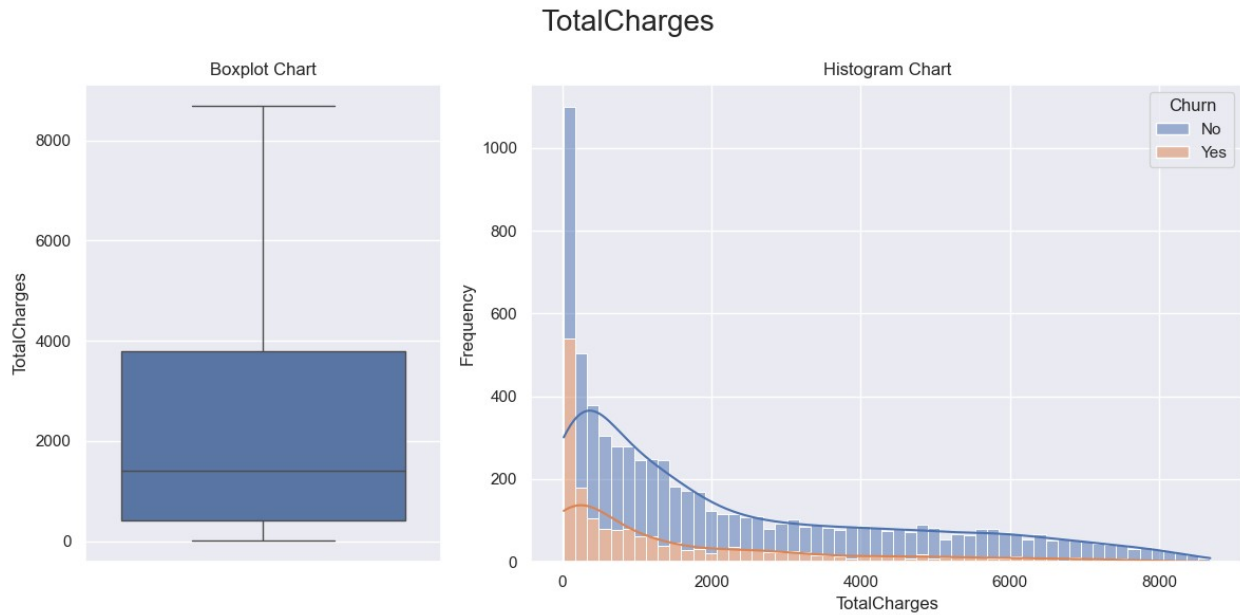 TotalCharges
Boxplot Chart
TotalCharges
8000
6000
4000
2000
0
Histogram Chart
Frequency
1000
800
600
400
200
0
Churn
No
Yes
0 2000 4000 6000 8000
TotalCharges